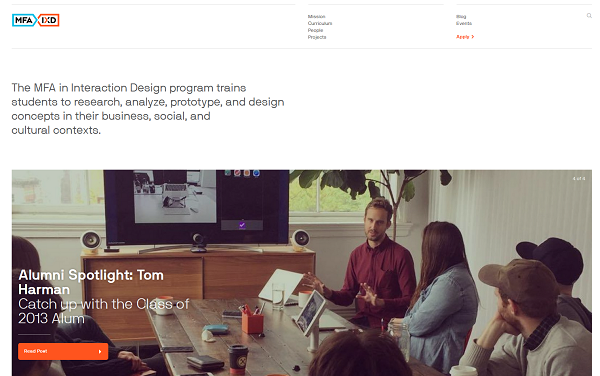 MFA IXD
Mission
Curriculum
People
Projects
Blog
Events
Apply
The MFA in Interaction Design program trains
students to research, analyze, prototype, and design
concepts in their business, social, and
cultural contexts.
4 of 4
Alumni Spotlight: Tom
Harman
Catch up with the Class of
2013 Alum
Read Post